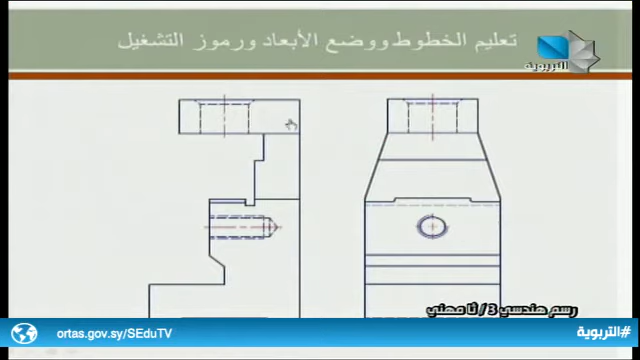 تعليم الخطوط ووضع الأبعاد ورموز التشغيل
التربوية
رسم هندسي 3 / ثا مهني
ortas.gov.sy/SEduTV
#التربوية